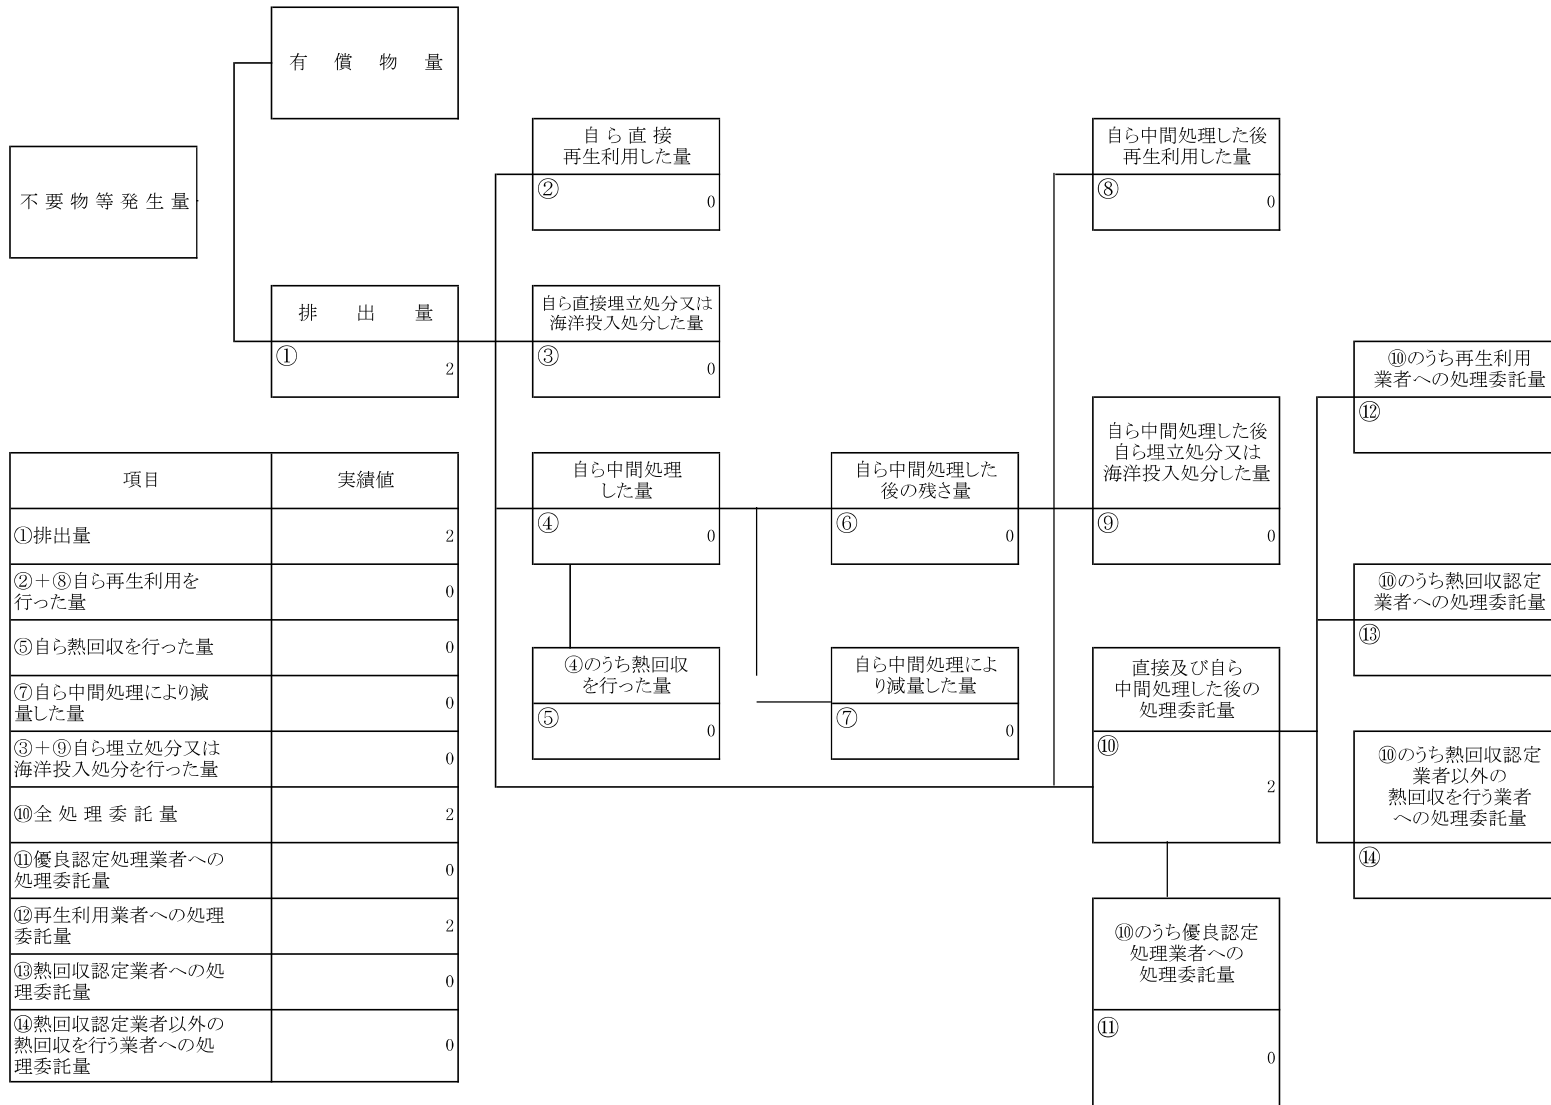 有償物量
不要物等発生量
排出量
①
2
自ら直接
再生利用した量
②
0
自ら直接埋立処分又は
海洋投入処分した量
③
0
自ら中間処理
した量
④
0
④のうち熱回収
を行った量
⑤
0
自ら中間処理した
後の残さ量
⑥
0
自ら中間処理によ
り減量した量
⑦
0
自ら中間処理した後
再生利用した量
⑧
0
自ら中間処理した後
自ら埋立処分又は
海洋投入処分した量
⑨
0
直接及び自ら
中間処理した後の
処理委託量
⑩
2
⑩のうち優良認定
処理業者への
処理委託量
⑪
0
⑩のうち再生利用
業者への処理委託量
⑫
⑩のうち熱回収認定
業者への処理委託量
⑬
⑩のうち熱回収認定
業者以外の
熱回収を行う業者
への処理委託量
⑭
項目 実績値
①排出量 2
②＋⑧自ら再生利用を
行った量 0
⑤自ら熱回収を行った量 0
⑦自ら中間処理により減
量した量 0
③＋⑨自ら埋立処分又は
海洋投入処分を行った量 0
⑩全処理委託量 2
⑪優良認定処理業者への
処理委託量 0
⑫再生利用業者への処理
委託量 2
⑬熱回収認定業者への処
理委託量 0
⑭熱回収認定業者以外の
熱回収を行う業者への処
理委託量 0